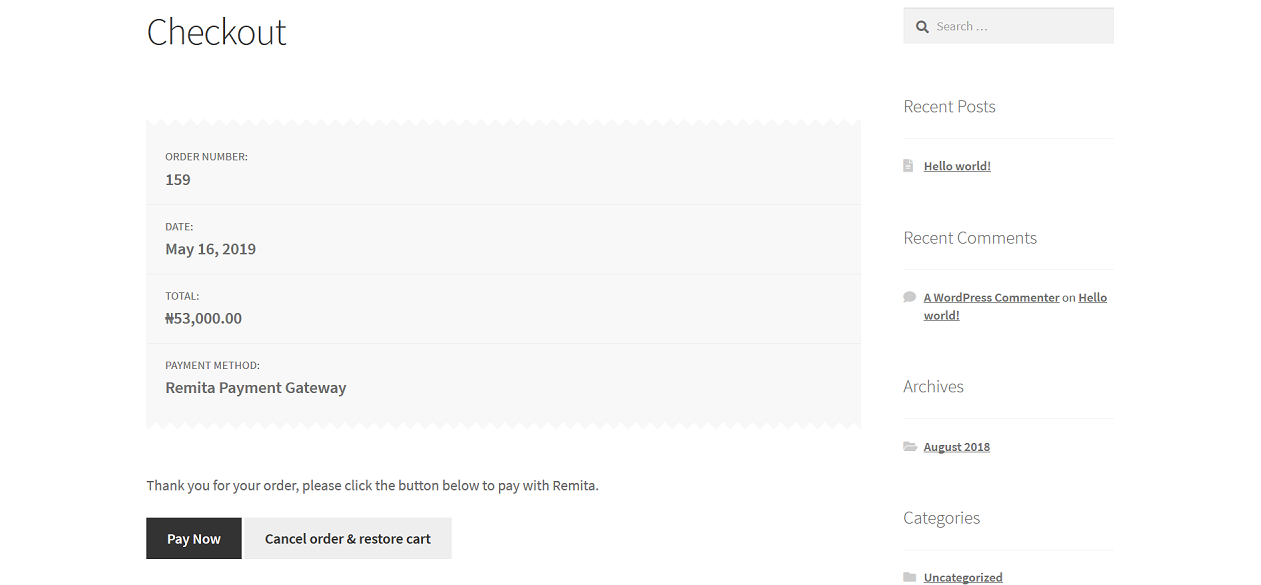 Checkout
ORDER NUMBER:
159
DATE:
May 16, 2019
TOTAL:
₦53,000.00
PAYMENT METHOD:
Remita Payment Gateway
Thank you for your order, please click the button below to pay with Remita.
Pay Now
Cancel order & restore cart
Search …
Recent Posts
Hello world!
Recent Comments
A WordPress Commenter on Hello
world!
Archives
August 2018
Categories
Uncategorized